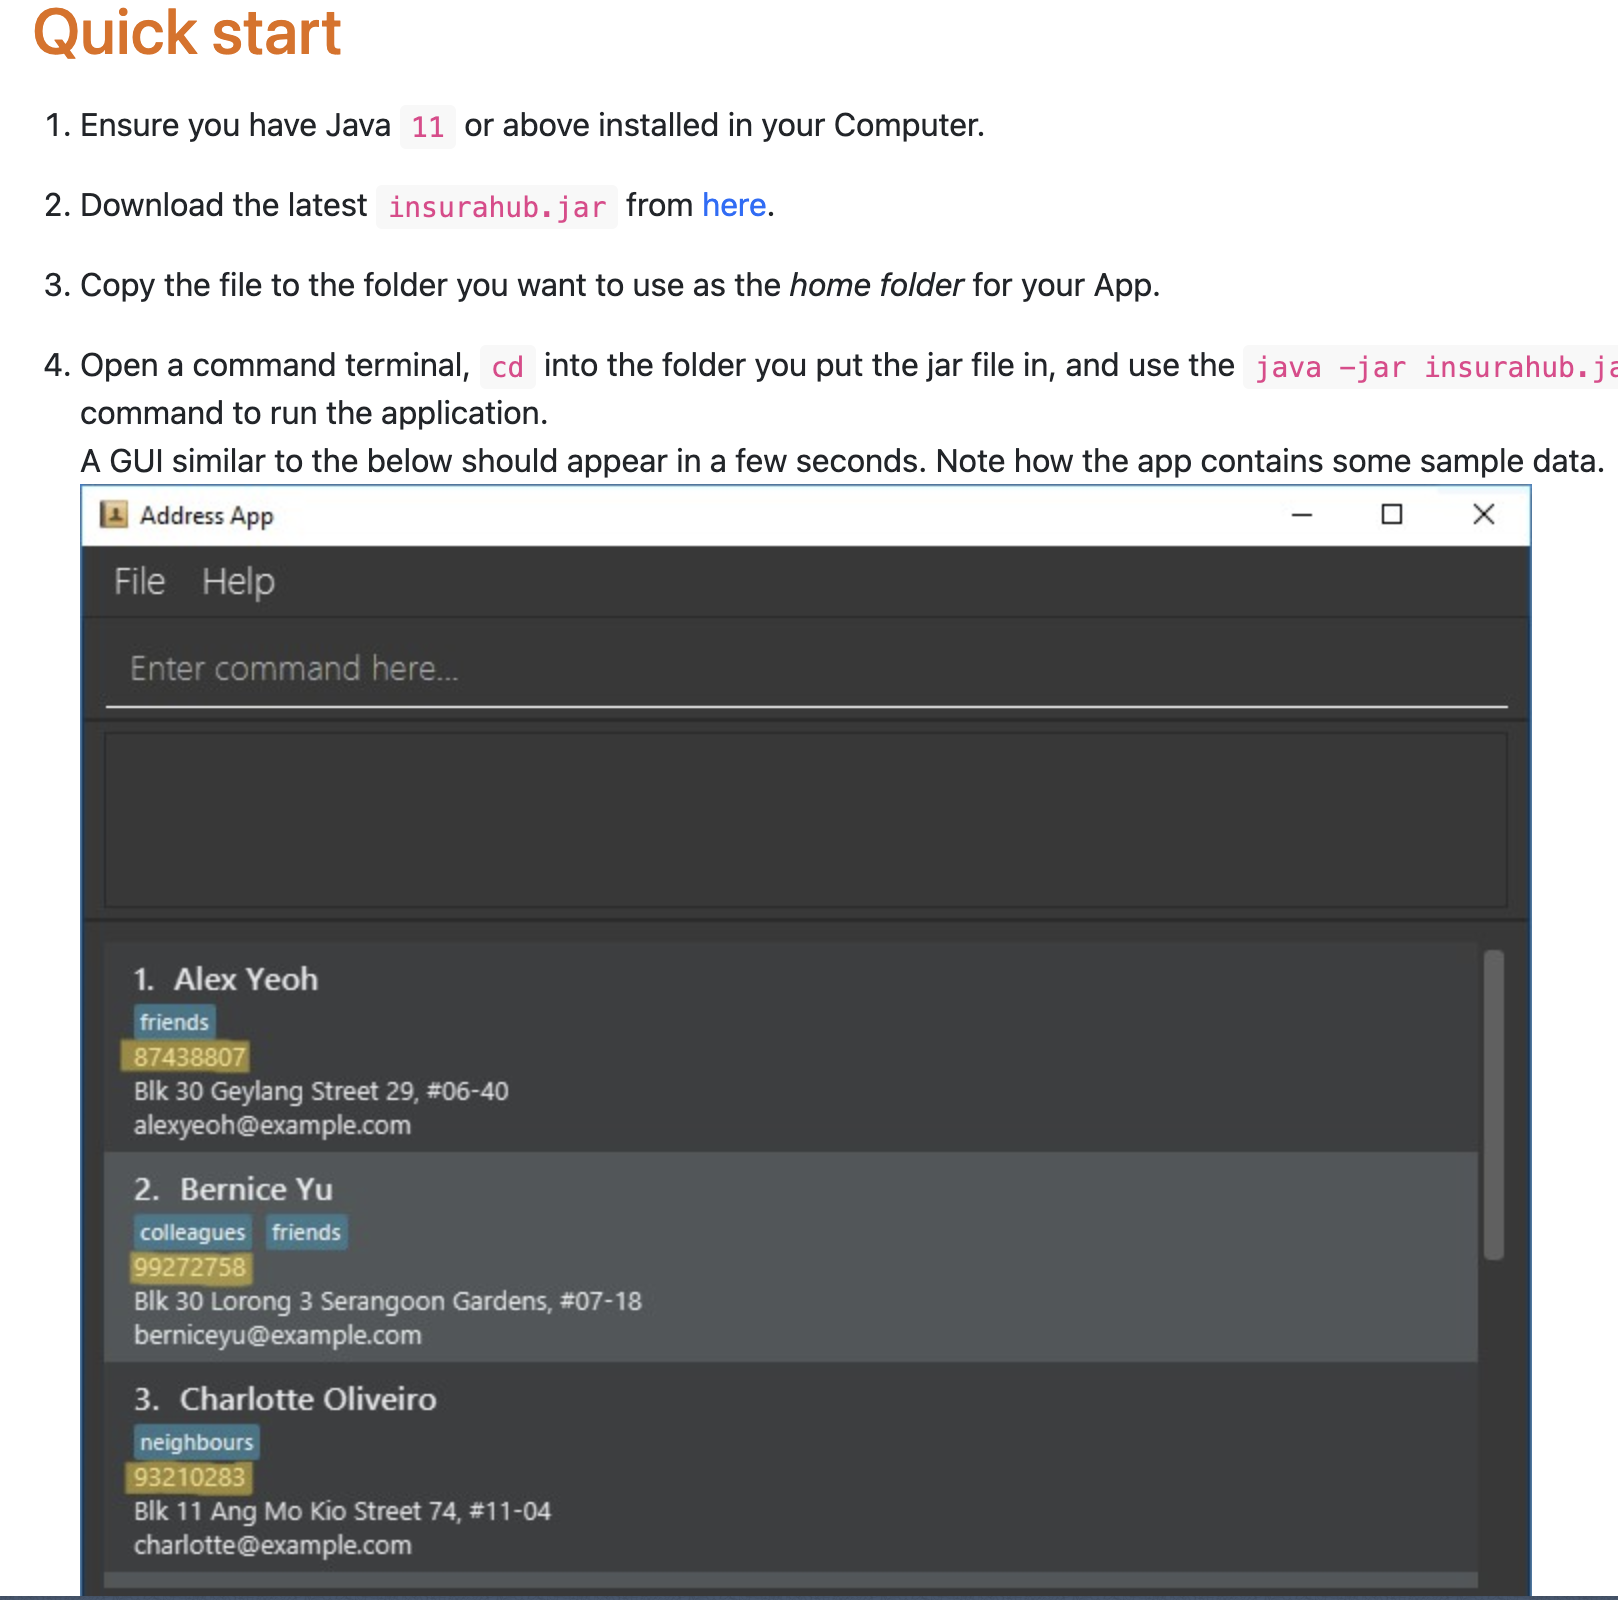 Quick start
1. Ensure you have Java 11 or above installed in your Computer.
2. Download the latest insurahub.jar from here.
3. Copy the file to the folder you want to use as the home folder for your App.
4. Open a command terminal, cd into the folder you put the jar file in, and use the java -jar insurahub.ja
command to run the application.
A GUI similar to the below should appear in a few seconds. Note how the app contains some sample data.
Address App
File Help
Enter command here...
1. Alex Yeoh
friends
87438807
Blk 30 Geylang Street 29, #06-40
alexyeoh@example.com
2. Bernice Yu
colleagues friends
99272758
Blk 30 Lorong 3 Serangoon Gardens, #07-18
berniceyu@example.com
3. Charlotte Oliveiro
neighbours
93210283
Blk 11 Ang Mo Kio Street 74, #11-04
charlotte@example.com